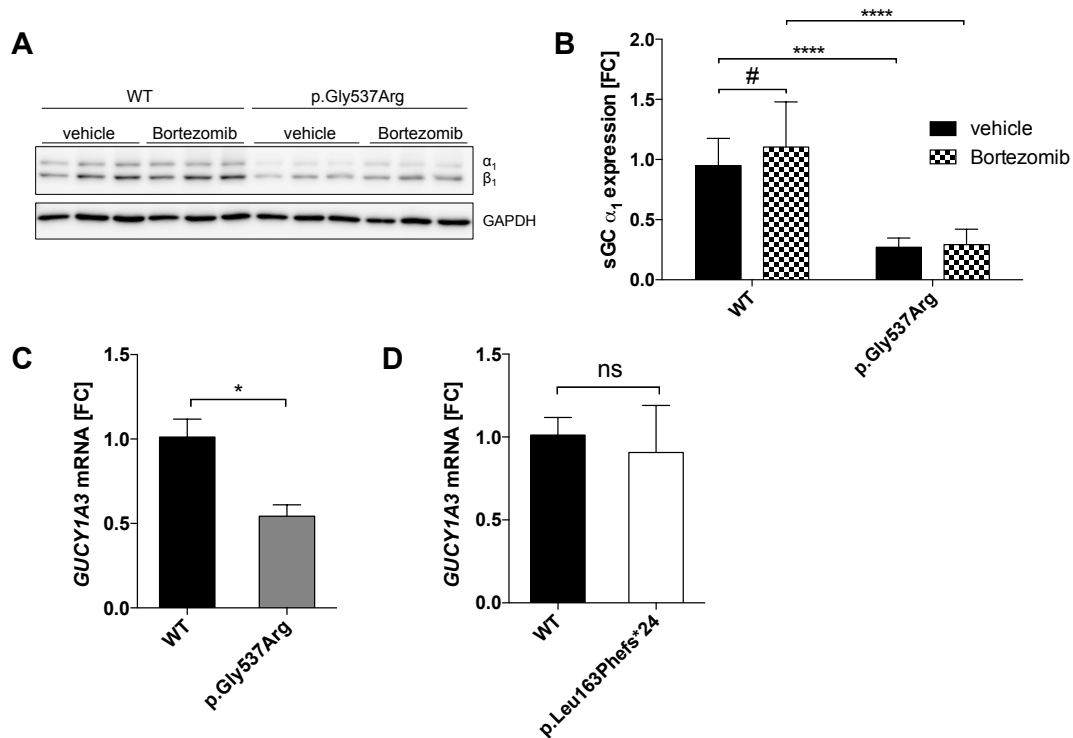 A
WT p.Gly537Arg
vehicle Bortezomib vehicle Bortezomib
α1
β1
GAPDH
B
sGC α1 expression [FC]
2.0
1.5
1.0
0.5
0.0
****
****
#
WT
p.Gly537Arg
vehicle
Bortezomib
C
GUCY1A3 mRNA [FC]
1.5
1.0
0.5
0.0
*
WT
p.Gly537Arg
D
GUCY1A3 mRNA [FC]
1.5
1.0
0.5
0.0
ns
WT
p.Leu163Phefs*24